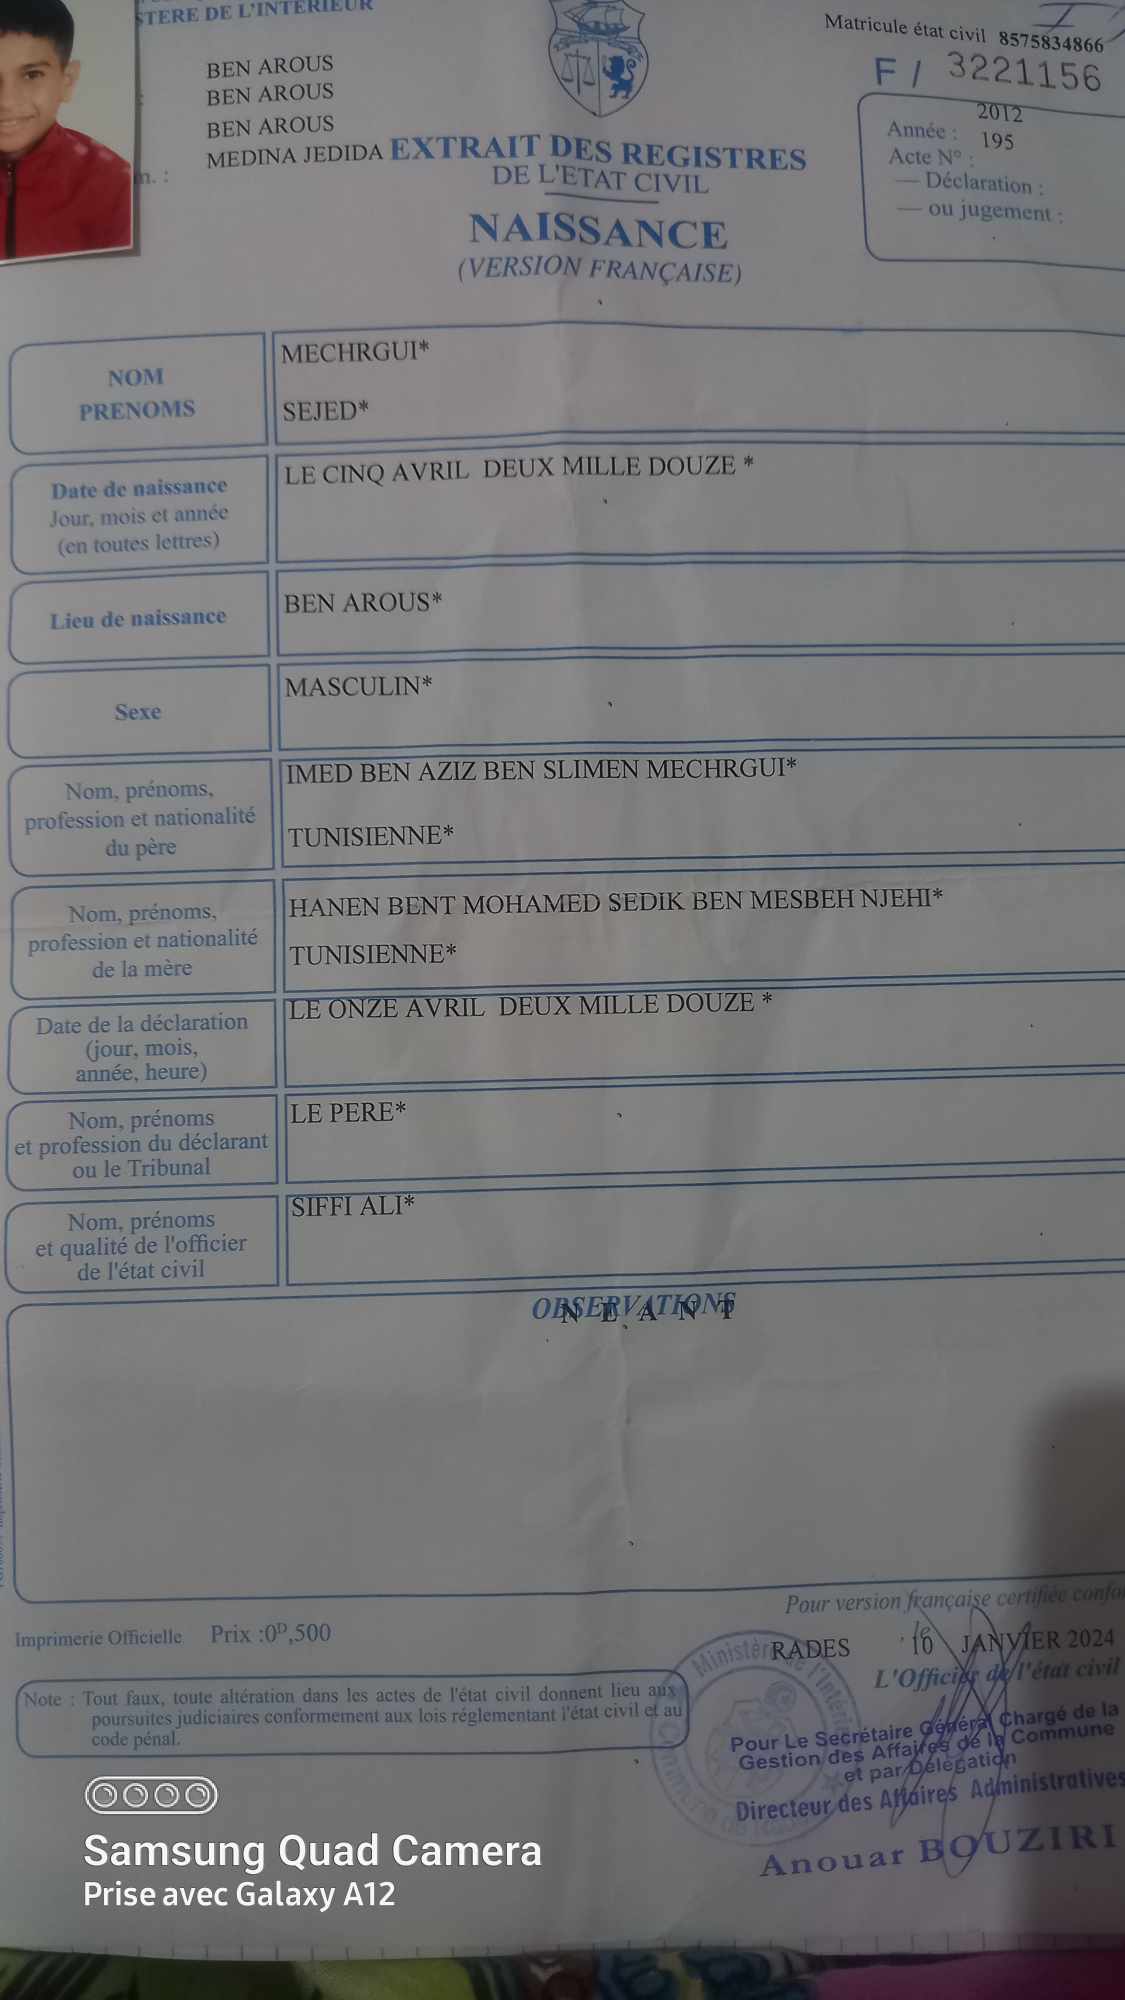 STERE DE L'INTERIEUR
Matricule état civil 8575834866
F / 3221156
BEN AROUS
BEN AROUS
BEN AROUS
MEDINA JEDIDA
m. :
EXTRAIT DES REGISTRES
DE L'ETAT CIVIL
NAISSANCE
(VERSION FRANÇAISE)
2012
Année :
195
Acte N° :
— Déclaration :
— ou jugement :
NOM
PRENOMS
MECHRGUI*
SEJED*
Date de naissance
Jour, mois et année
(en toutes lettres)
LE CINQ AVRIL DEUX MILLE DOUZE *
Lieu de naissance
BEN AROUS*
Sexe
MASCULIN*
Nom, prénoms,
profession et nationalité
du père
IMED BEN AZIZ BEN SLIMEN MECHRGUI*
TUNISIENNE*
Nom, prénoms,
profession et nationalité
de la mère
HANEN BENT MOHAMED SEDIK BEN MESBEH NJEHI*
TUNISIENNE*
Date de la déclaration
(jour, mois,
année, heure)
LE ONZE AVRIL DEUX MILLE DOUZE *
Nom, prénoms
et profession du déclarant
ou le Tribunal
LE PERE*
Nom, prénoms
et qualité de l'officier
de l'état civil
SIFFI ALI*
OBSERVATIONS
N E A N T
Pour version française certifiée confo
Imprimerie Officielle Prix :0D,500
RADES le 10 JANVIER 2024
L'Officier de l'état civil
Note : Tout faux, toute altération dans les actes de l'état civil donnent lieu aux
poursuites judiciaires conformement aux lois réglementant l'état civil et au
code pénal.
Pour Le Secrétaire Général Chargé de la
Gestion des Affaires de la Commune
et par Délégation
Directeur des Affaires Administratives
Anouar BOUZIRI
Samsung Quad Camera
Prise avec Galaxy A12